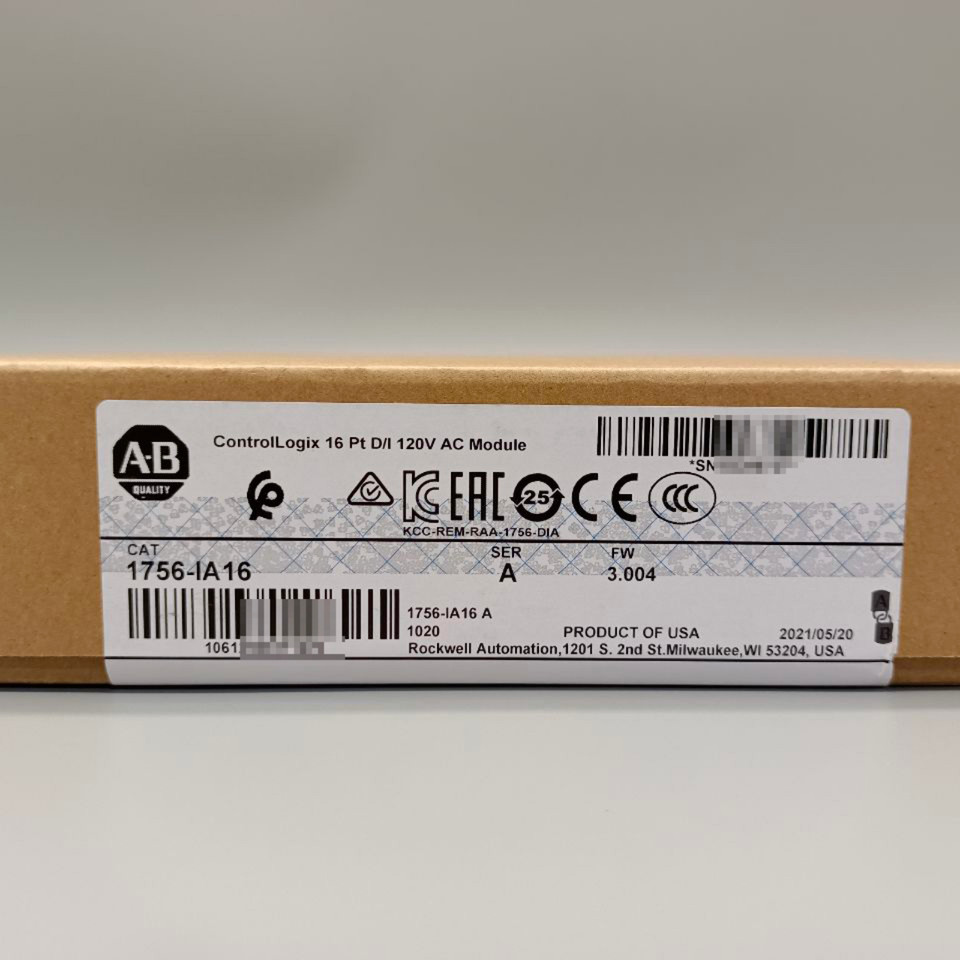 A-B
QUALITY
ControlLogix 16 Pt D/I 120V AC Module
*SN
25
KCC-REM-RAA-1756-DIA
CAT
1756-IA16
SER
A
FW
3.004
1756-IA16 A
1020
PRODUCT OF USA
2021/05/20
Rockwell Automation,1201 S. 2nd St.Milwaukee,WI 53204, USA
1061
A
B